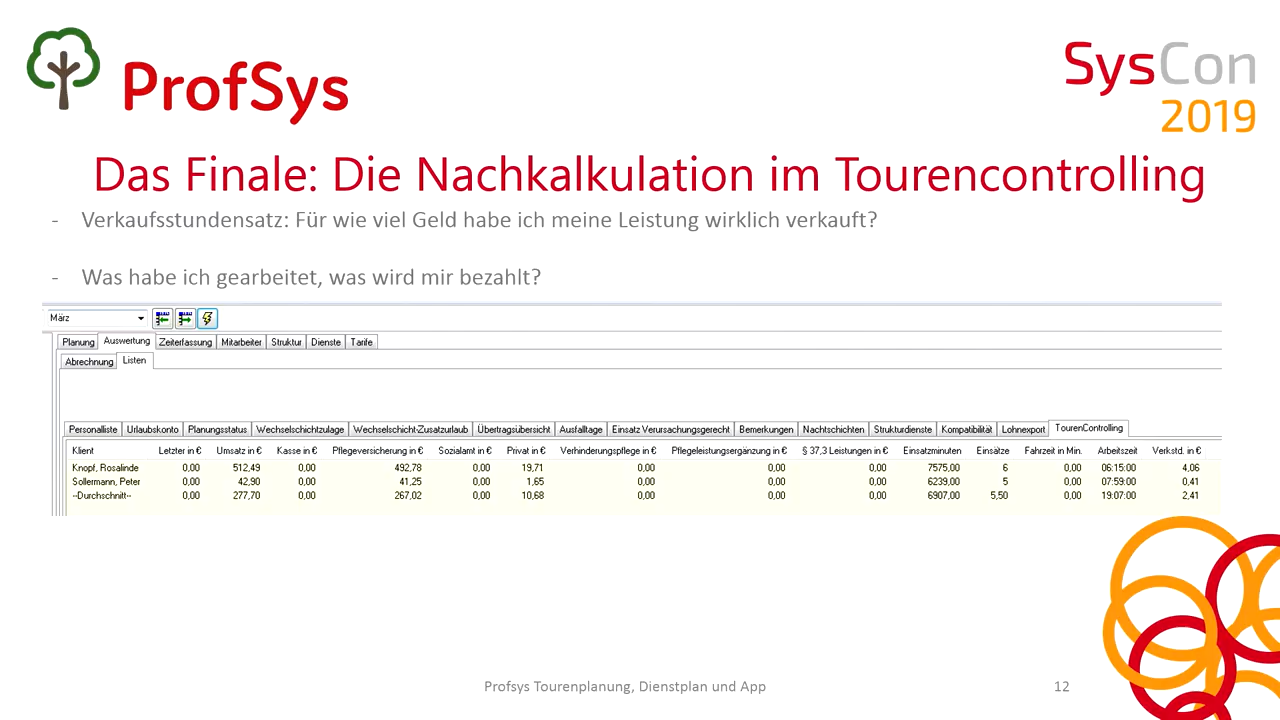 ProfSys
SysCon
2019
Das Finale: Die Nachkalkulation im Tourencontrolling
- Verkaufsstundensatz: Für wie viel Geld habe ich meine Leistung wirklich verkauft?
- Was habe ich gearbeitet, was wird mir bezahlt?
März
Planung Auswertung Zeiterfassung Mitarbeiter Struktur Dienste Tarife
Abrechnung Listen
Personalliste Urlaubskonto Planungsstatus Wechselschichtzulage Wechselschicht-Zusatzurlaub Übertragsübersicht Ausfalltage Einsatz Verursachungsgerecht Bemerkungen Nachtschichten Strukturdienste Kompatibilität Lohnexport TourenControlling
Klient Letzter in € Umsatz in € Kasse in € Pflegeversicherung in € Sozialamt in € Privat in € Verhinderungspflege in € Pflegeleistungsergänzung in € § 37,3 Leistungen in € Einsatzminuten Einsätze Fahrzeit in Min. Arbeitszeit Verkstd. in €
Knopf, Rosalinde 0,00 512,49 0,00 492,78 0,00 19,71 0,00 0,00 0,00 7575,00 6 0,00 06:15:00 4,06
Sollermann, Peter 0,00 42,90 0,00 41,25 0,00 1,65 0,00 0,00 0,00 6239,00 5 0,00 07:59:00 0,41
--Durchschnitt-- 0,00 277,70 0,00 267,02 0,00 10,68 0,00 0,00 0,00 6907,00 5,50 0,00 19:07:00 2,41
Profsys Tourenplanung, Dienstplan und App
12